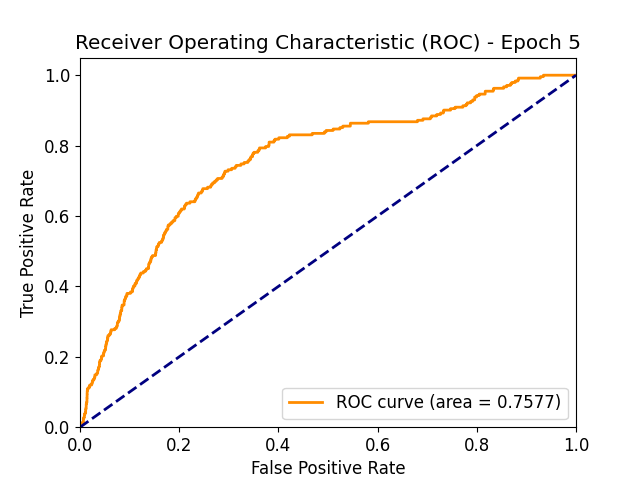 Receiver Operating Characteristic (ROC) - Epoch 5
True Positive Rate
1.0
0.8
0.6
0.4
0.2
0.0
ROC curve (area = 0.7577)
0.0 0.2 0.4 0.6 0.8 1.0
False Positive Rate